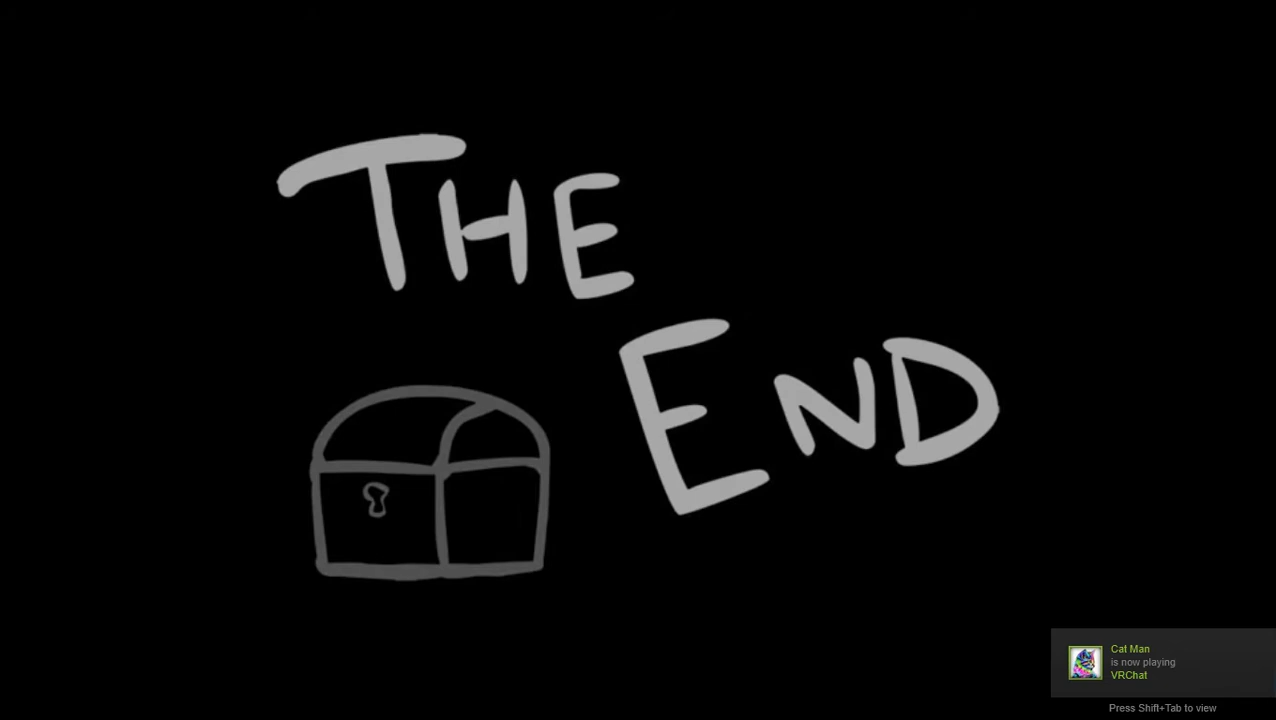 THE
END
Cat Man
is now playing
VRChat
Press Shift+Tab to view